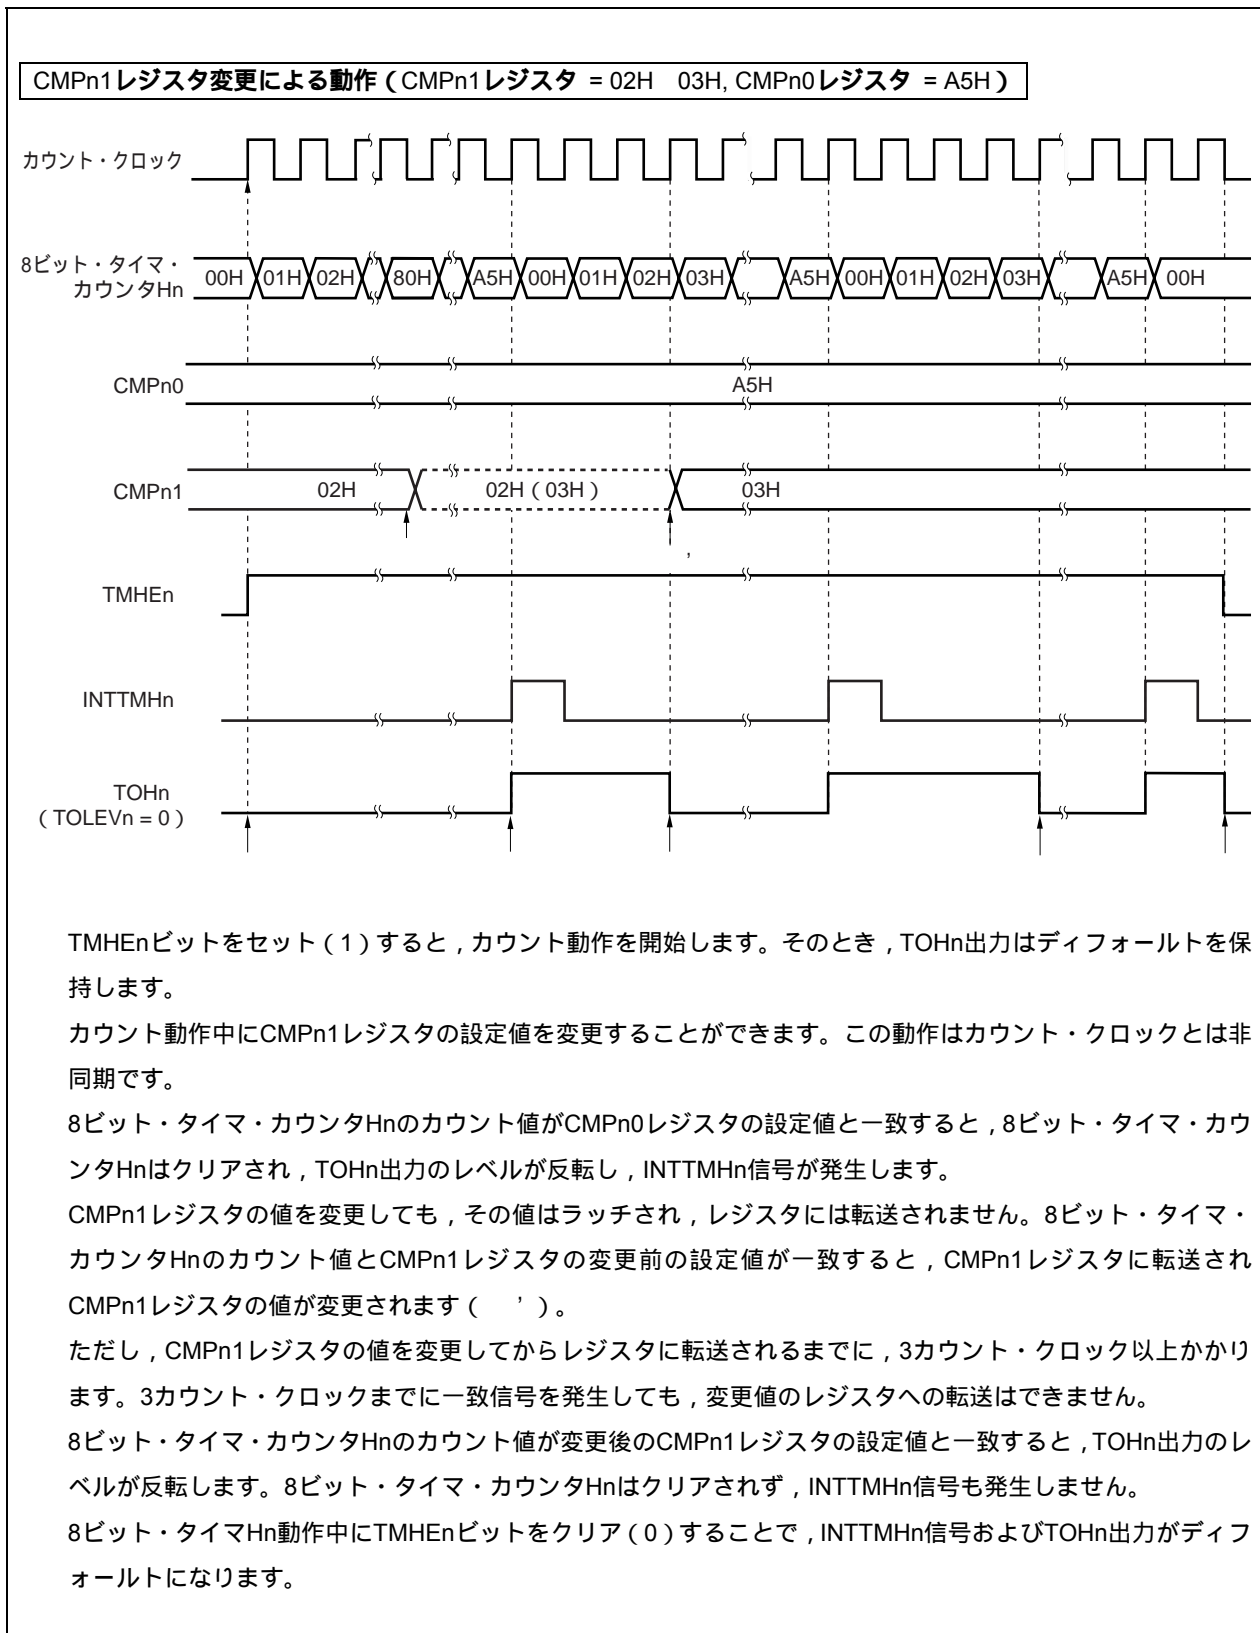 CMPn1レジスタ変更による動作（CMPn1レジスタ = 02H 03H, CMPn0レジスタ = A5H）
カウント・クロック
8ビット・タイマ・
カウンタHn
00H 01H 02H 80H A5H 00H 01H 02H 03H A5H 00H 01H 02H 03H A5H 00H
CMPn0
A5H
CMPn1
02H
02H（03H）
03H
’
TMHEn
INTTMHn
TOHn
（TOLEVn = 0）
TMHEnビットをセット（1）すると，カウント動作を開始します。そのとき，TOHn出力はディフォールトを保
持します。
カウント動作中にCMPn1レジスタの設定値を変更することができます。この動作はカウント・クロックとは非
同期です。
8ビット・タイマ・カウンタHnのカウント値がCMPn0レジスタの設定値と一致すると，8ビット・タイマ・カウ
ンタHnはクリアされ，TOHn出力のレベルが反転し，INTTMHn信号が発生します。
CMPn1レジスタの値を変更しても，その値はラッチされ，レジスタには転送されません。8ビット・タイマ・
カウンタHnのカウント値とCMPn1レジスタの変更前の設定値が一致すると，CMPn1レジスタに転送され
CMPn1レジスタの値が変更されます（　’）。
ただし，CMPn1レジスタの値を変更してからレジスタに転送されるまでに，3カウント・クロック以上かかり
ます。3カウント・クロックまでに一致信号を発生しても，変更値のレジスタへの転送はできません。
8ビット・タイマ・カウンタHnのカウント値が変更後のCMPn1レジスタの設定値と一致すると，TOHn出力のレ
ベルが反転します。8ビット・タイマ・カウンタHnはクリアされず，INTTMHn信号も発生しません。
8ビット・タイマHn動作中にTMHEnビットをクリア（0）することで，INTTMHn信号およびTOHn出力がディフ
ォールトになります。